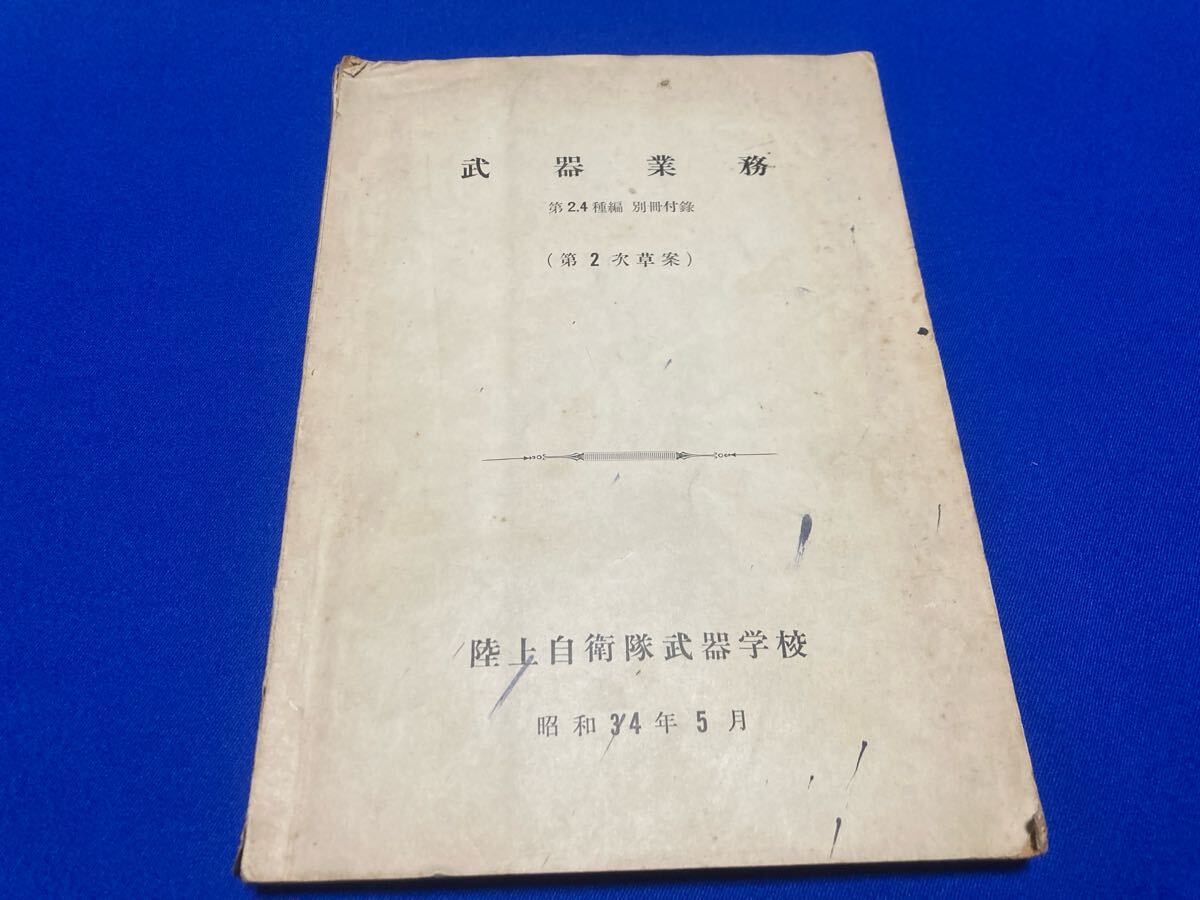 武器業務
第2.4種編 別冊付録
(第2次草案)
陸上自衛隊武器学校
昭和34年5月